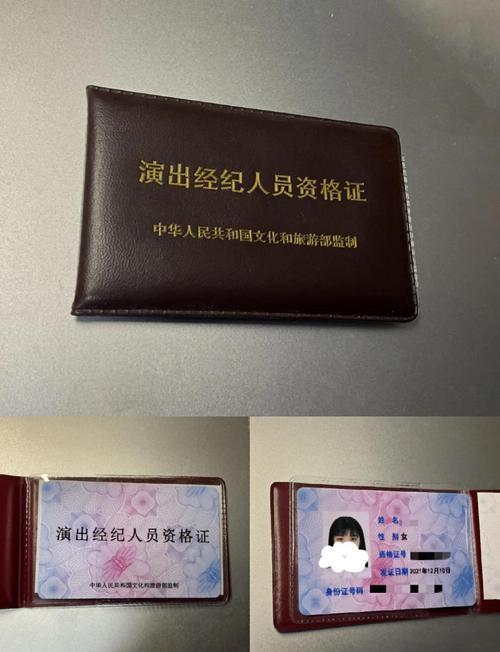 演出经纪人员资格证
中华人民共和国文化和旅游部监制
演出经纪人员资格证
中华人民共和国文化和旅游部监制
姓 名
性 别 女
资格证号
发证日期 2021年12月10日
身份证号码